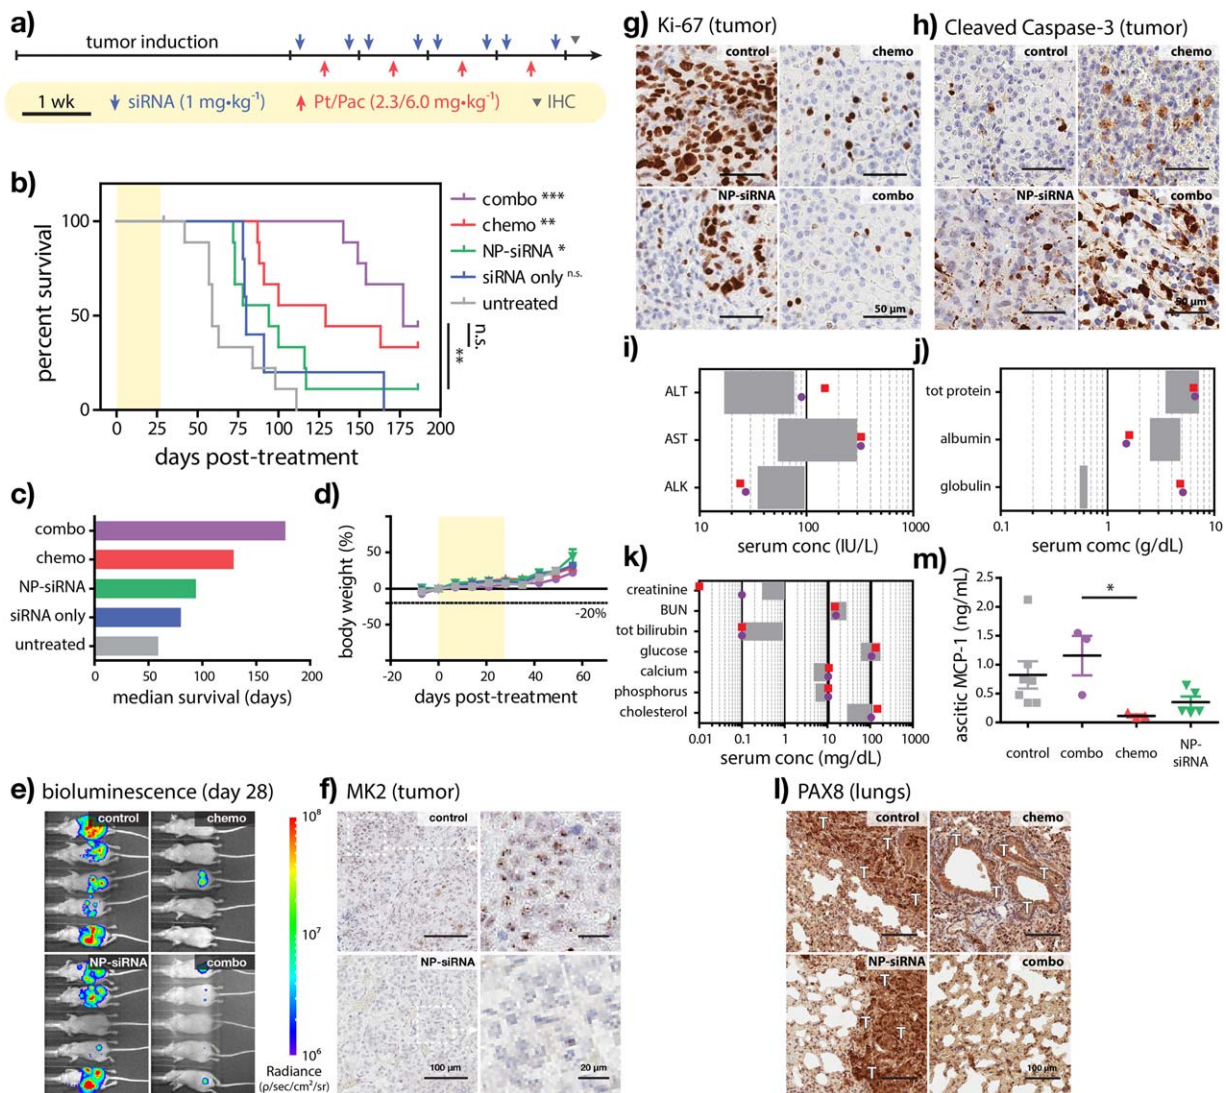 a)
tumor induction
1 wk
siRNA (1 mg•kg⁻¹)
Pt/Pac (2.3/6.0 mg•kg⁻¹)
IHC
b)
percent survival
100
50
0
0 25 50 75 100 125 150 175 200
days post-treatment
combo ***
chemo **
NP-siRNA *
siRNA only n.s.
untreated
n.s.
**
c)
combo
chemo
NP-siRNA
siRNA only
untreated
0 50 100 150 200
median survival (days)
d)
body weight (%)
50
0
-50
-20%
-20 0 20 40 60
days post-treatment
e) bioluminescence (day 28)
control
chemo
NP-siRNA
combo
10⁸
10⁷
10⁶
Radiance
(ρ/sec/cm²/sr)
f) MK2 (tumor)
control
NP-siRNA
100 µm
20 µm
g) Ki-67 (tumor)
control
chemo
NP-siRNA
combo
50 µm
h) Cleaved Caspase-3 (tumor)
control
chemo
NP-siRNA
combo
50 µm
i)
ALT
AST
ALK
10 100 1000
serum conc (IU/L)
j)
tot protein
albumin
globulin
0.1 1 10
serum comc (g/dL)
k)
creatinine
BUN
tot bilirubin
glucose
calcium
phosphorus
cholesterol
0.01 0.1 1 10 100 1000
serum conc (mg/dL)
m)
ascitic MCP-1 (ng/mL)
2.5
2.0
1.5
1.0
0.5
0
*
control
combo
chemo
NP-
siRNA
l) PAX8 (lungs)
control
T T T T T
chemo
T T T T
NP-siRNA
T T T T
combo
100 µm